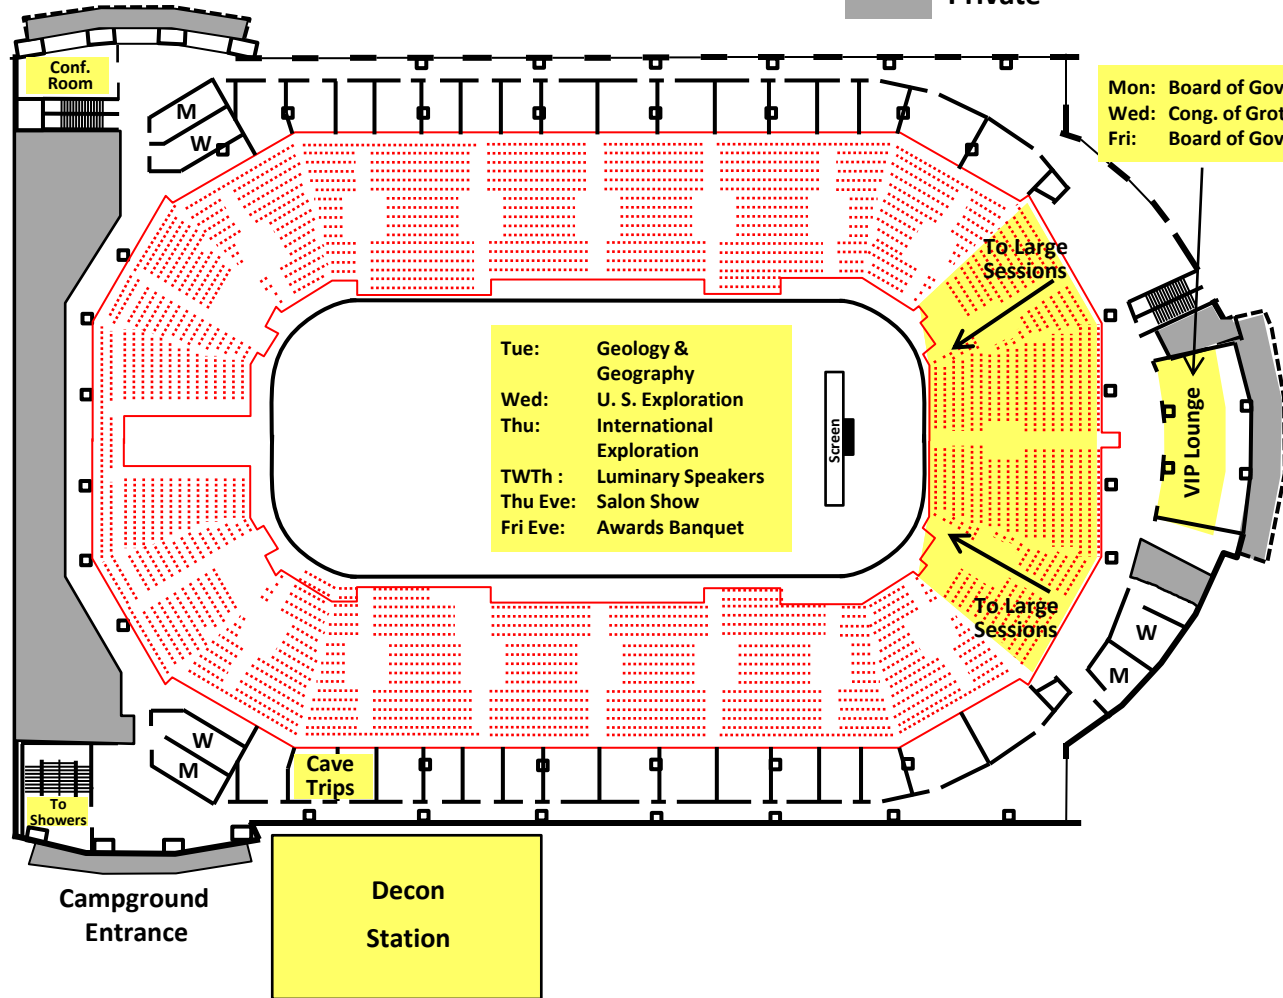 Private
Conf.
Room
M
W
Mon: Board of Gov
Wed: Cong. of Grot
Fri: Board of Gov
To Large
Sessions
Tue: Geology &
Geography
Wed: U. S. Exploration
Thu: International
Exploration
TWTh : Luminary Speakers
Thu Eve: Salon Show
Fri Eve: Awards Banquet
Screen
VIP Lounge
To Large
Sessions
W
M
W
M
Cave
Trips
To
Showers
Campground
Entrance
Decon
Station